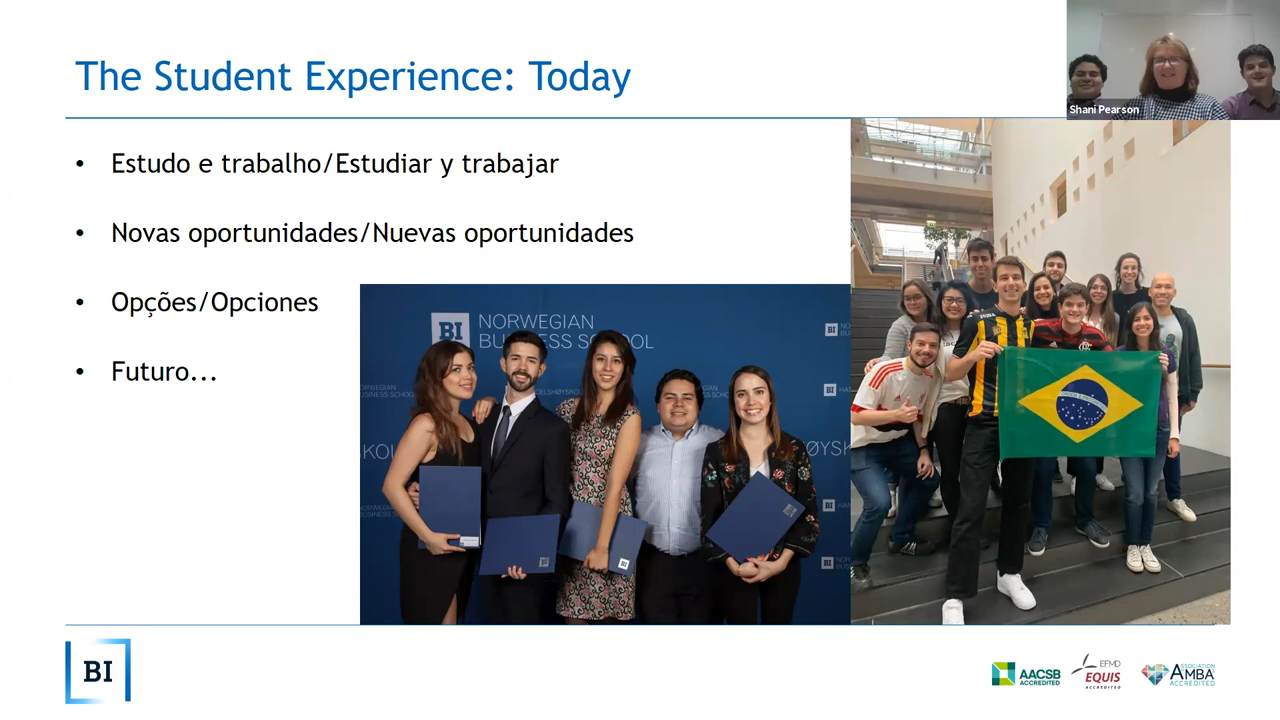 The Student Experience: Today
Shani Pearson
• Estudo e trabalho/Estudiar y trabajar
• Novas oportunidades/Nuevas oportunidades
• Opções/Opciones
• Futuro...
BI NORWEGIAN
BUSINESS SCHOOL
BI
AACSB
ACCREDITED
EFMD
EQUIS
ACCREDITED
ASSOCIATION
AMBA
ACCREDITED